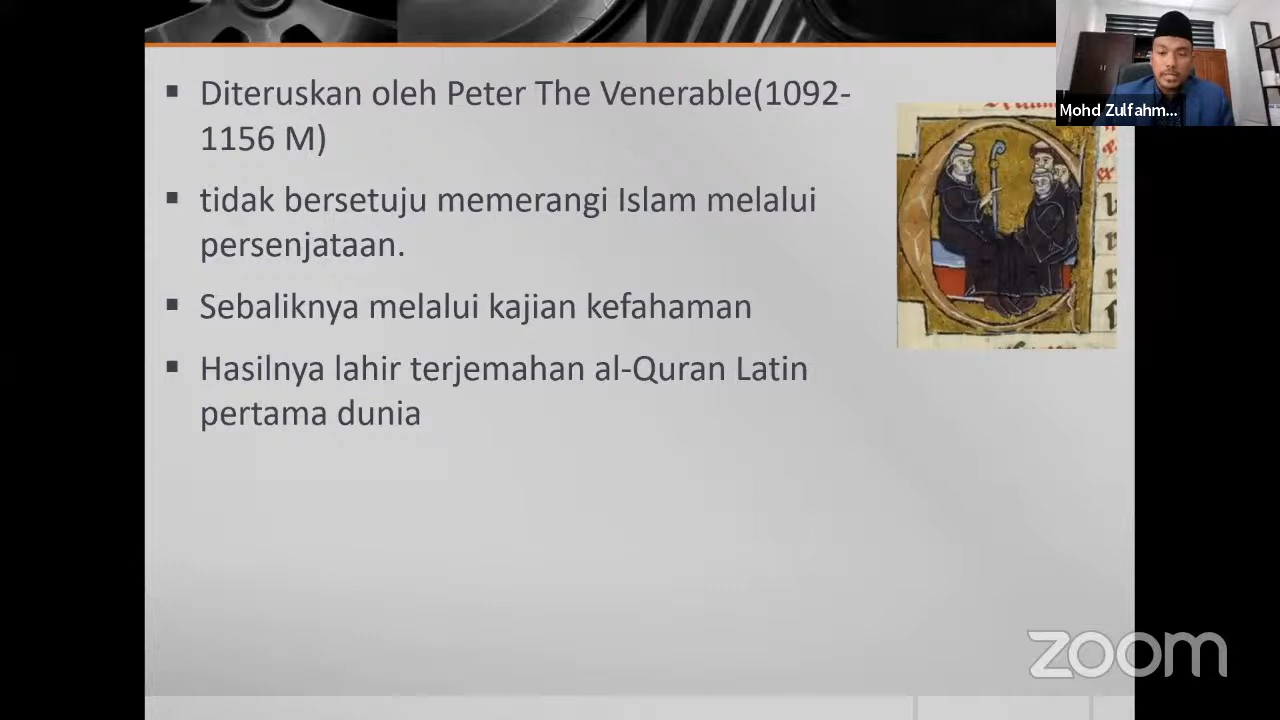 ▪ Diteruskan oleh Peter The Venerable(1092-
1156 M)
▪ tidak bersetuju memerangi Islam melalui
persenjataan.
▪ Sebaliknya melalui kajian kefahaman
▪ Hasilnya lahir terjemahan al-Quran Latin
pertama dunia
Mohd Zulfahm...
zoom